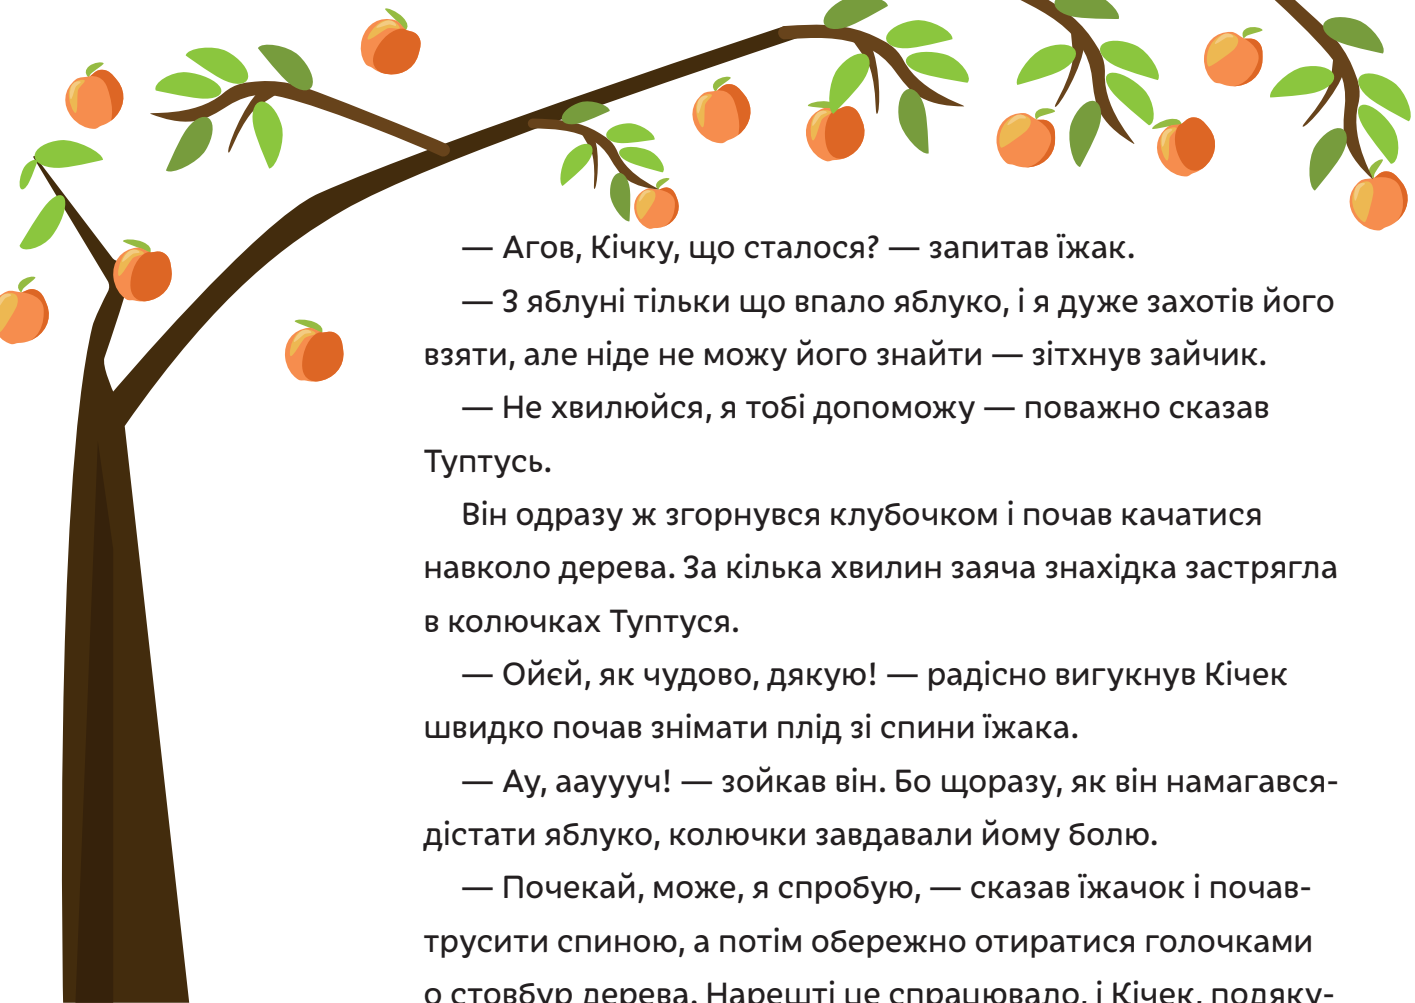 — Агов, Кічку, що сталося? — запитав їжак.
— З яблуні тільки що впало яблуко, і я дуже захотів його
взяти, але ніде не можу його знайти — зітхнув зайчик.
— Не хвилюйся, я тобі допоможу — поважно сказав
Туптусь.
Він одразу ж згорнувся клубочком і почав качатися
навколо дерева. За кілька хвилин заяча знахідка застрягла
в колючках Туптуся.
— Ойєй, як чудово, дякую! — радісно вигукнув Кічек
швидко почав знімати плід зі спини їжака.
— Ау, аауууч! — зойкав він. Бо щоразу, як він намагався-
дістати яблуко, колючки завдавали йому болю.
— Почекай, може, я спробую, — сказав їжачок і почав-
трусити спиною, а потім обережно отиратися голочками
о стовбур дерева. Нарешті це спрацювало, і Кічек, подяку-